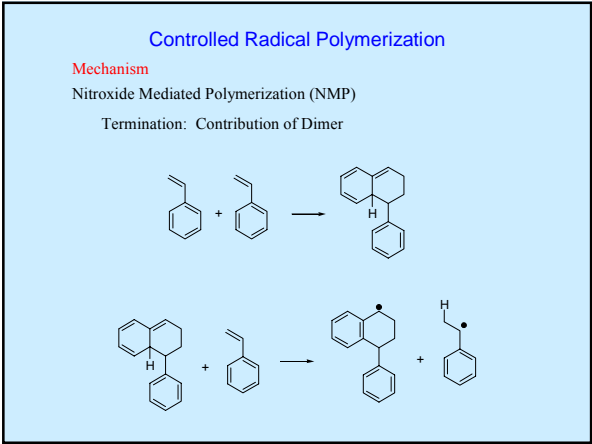 Controlled Radical Polymerization
Mechanism
Nitroxide Mediated Polymerization (NMP)
Termination: Contribution of Dimer
+
H
H
H
+
+